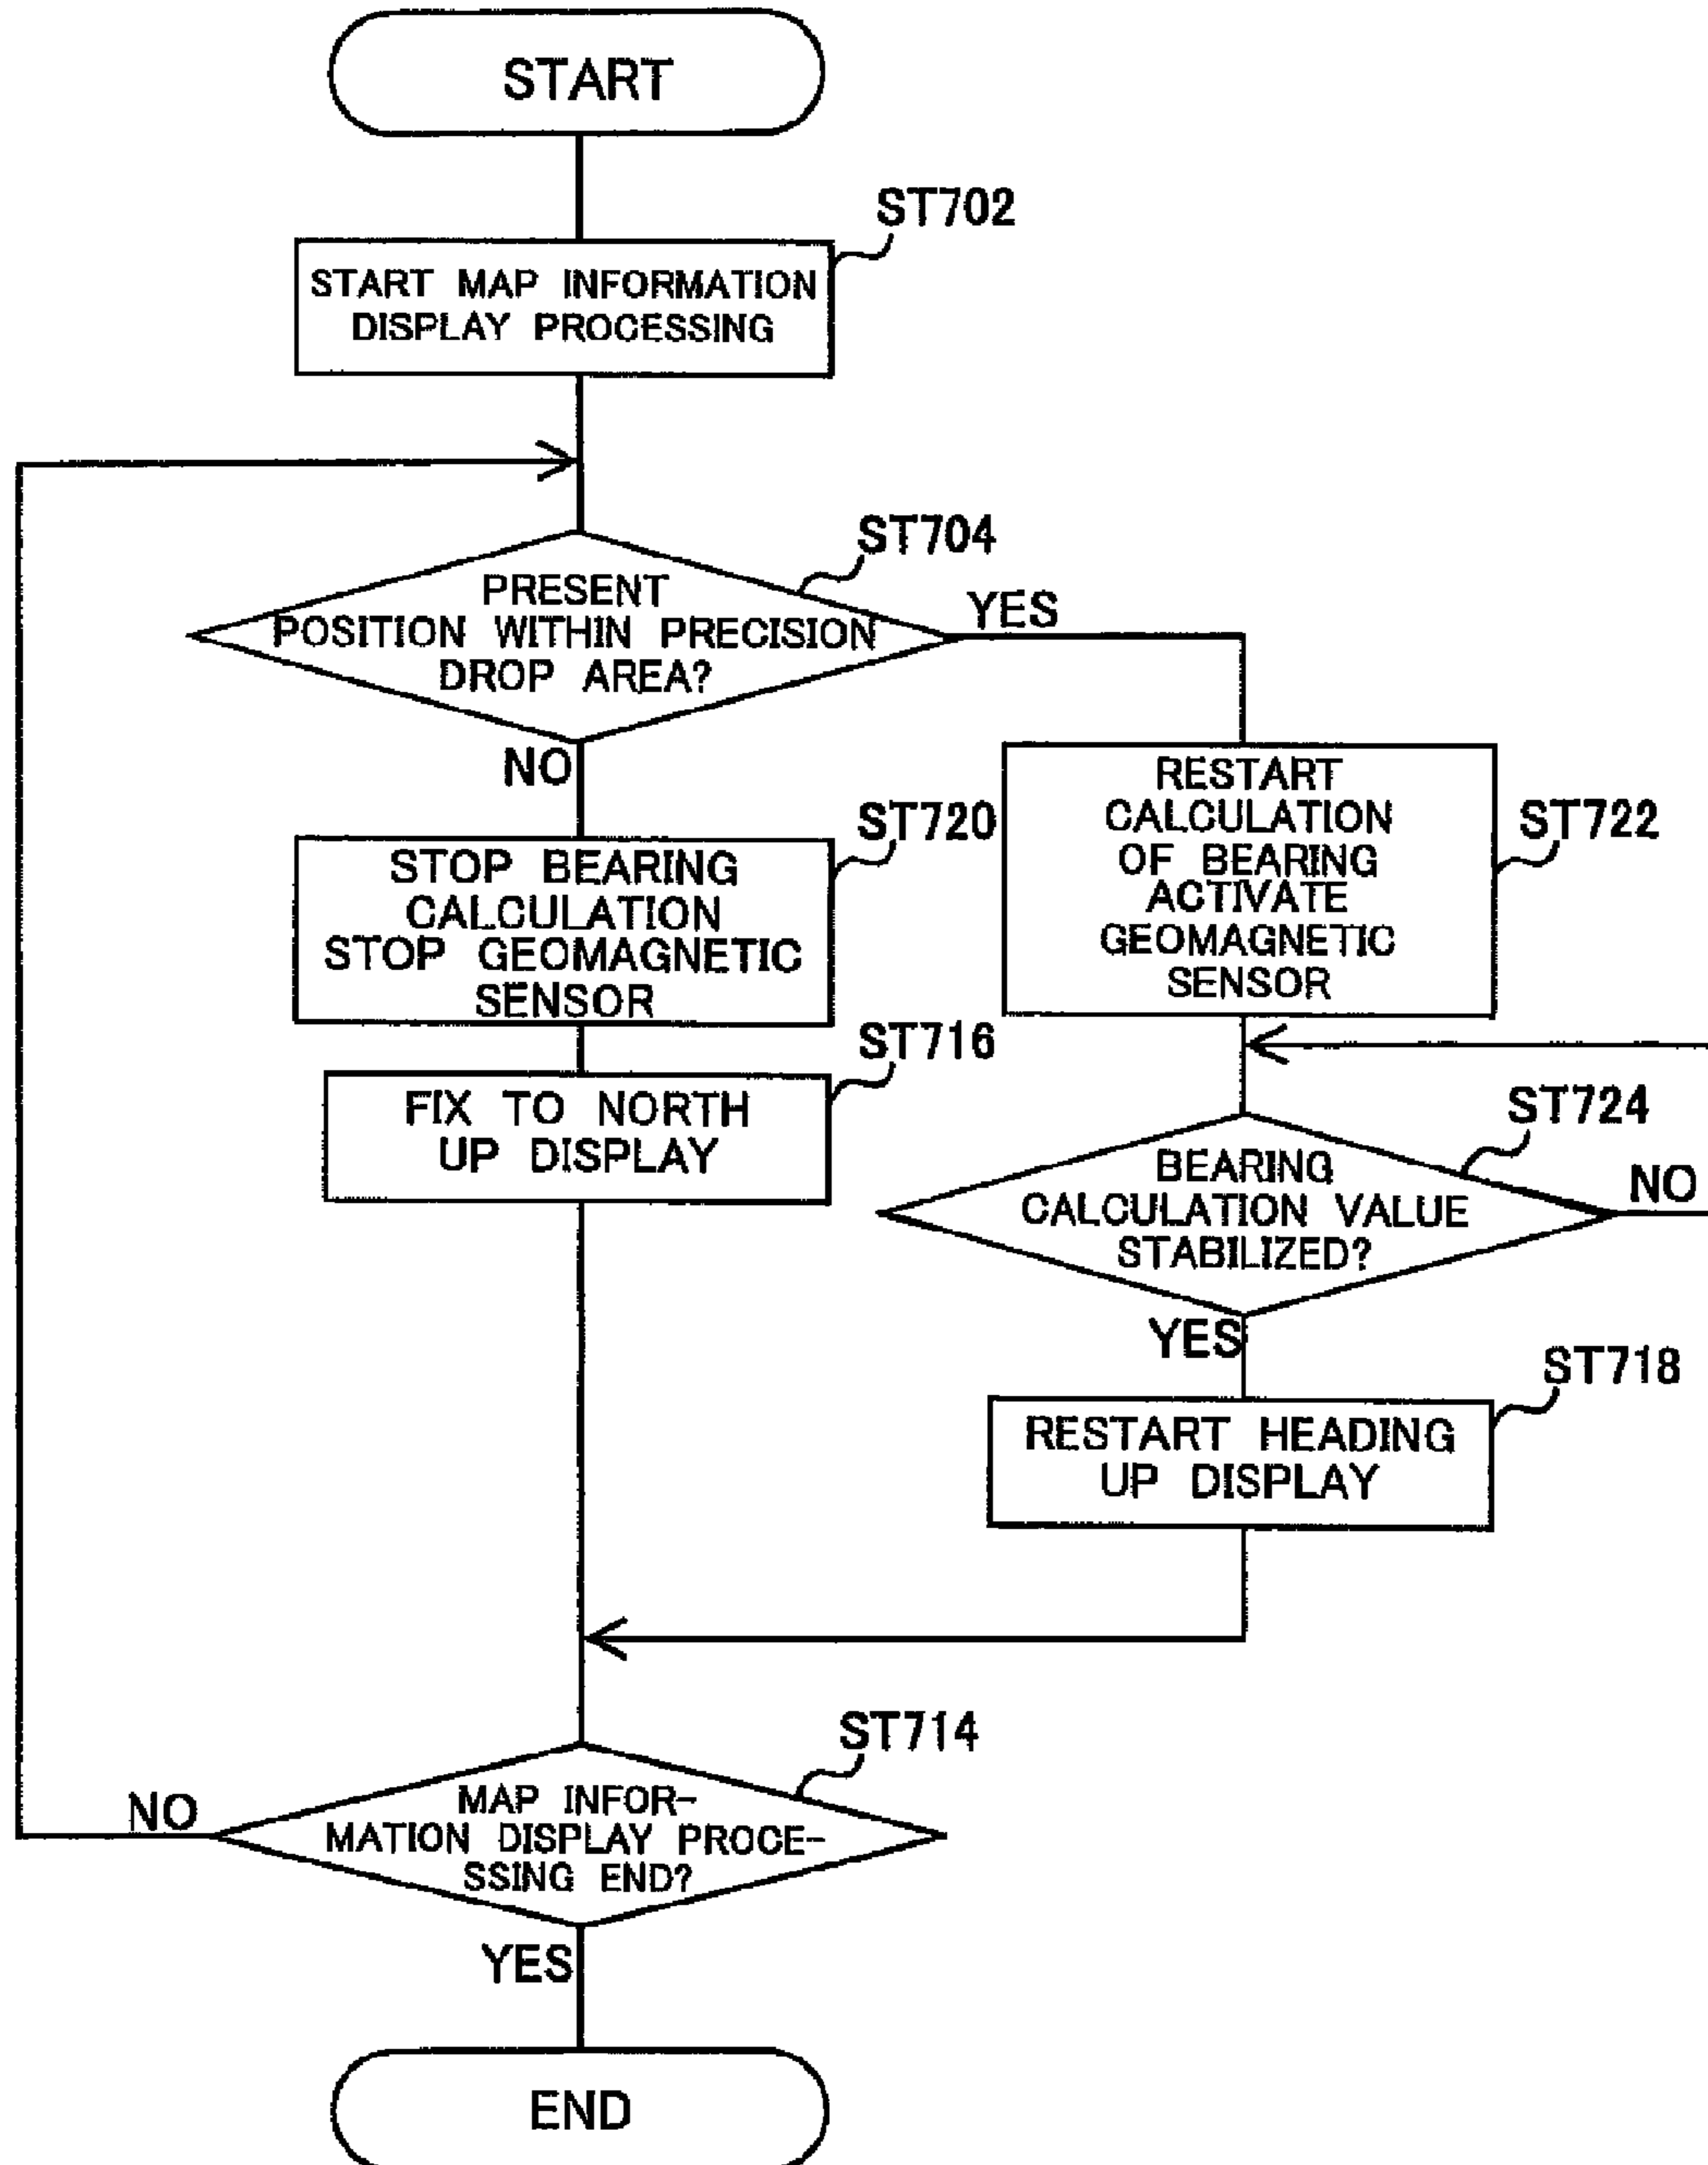 START
ST702
START MAP INFORMATION
DISPLAY PROCESSING
ST704
PRESENT
POSITION WITHIN PRECISION
DROP AREA?
YES
NO
ST720
STOP BEARING
CALCULATION
STOP GEOMAGNETIC
SENSOR
RESTART
CALCULATION
OF BEARING
ACTIVATE
GEOMAGNETIC
SENSOR
ST722
ST716
FIX TO NORTH
UP DISPLAY
ST724
BEARING
CALCULATION VALUE
STABILIZED?
NO
YES
ST718
RESTART HEADING
UP DISPLAY
ST714
MAP INFOR-
MATION DISPLAY PROCE-
SSING END?
NO
YES
END